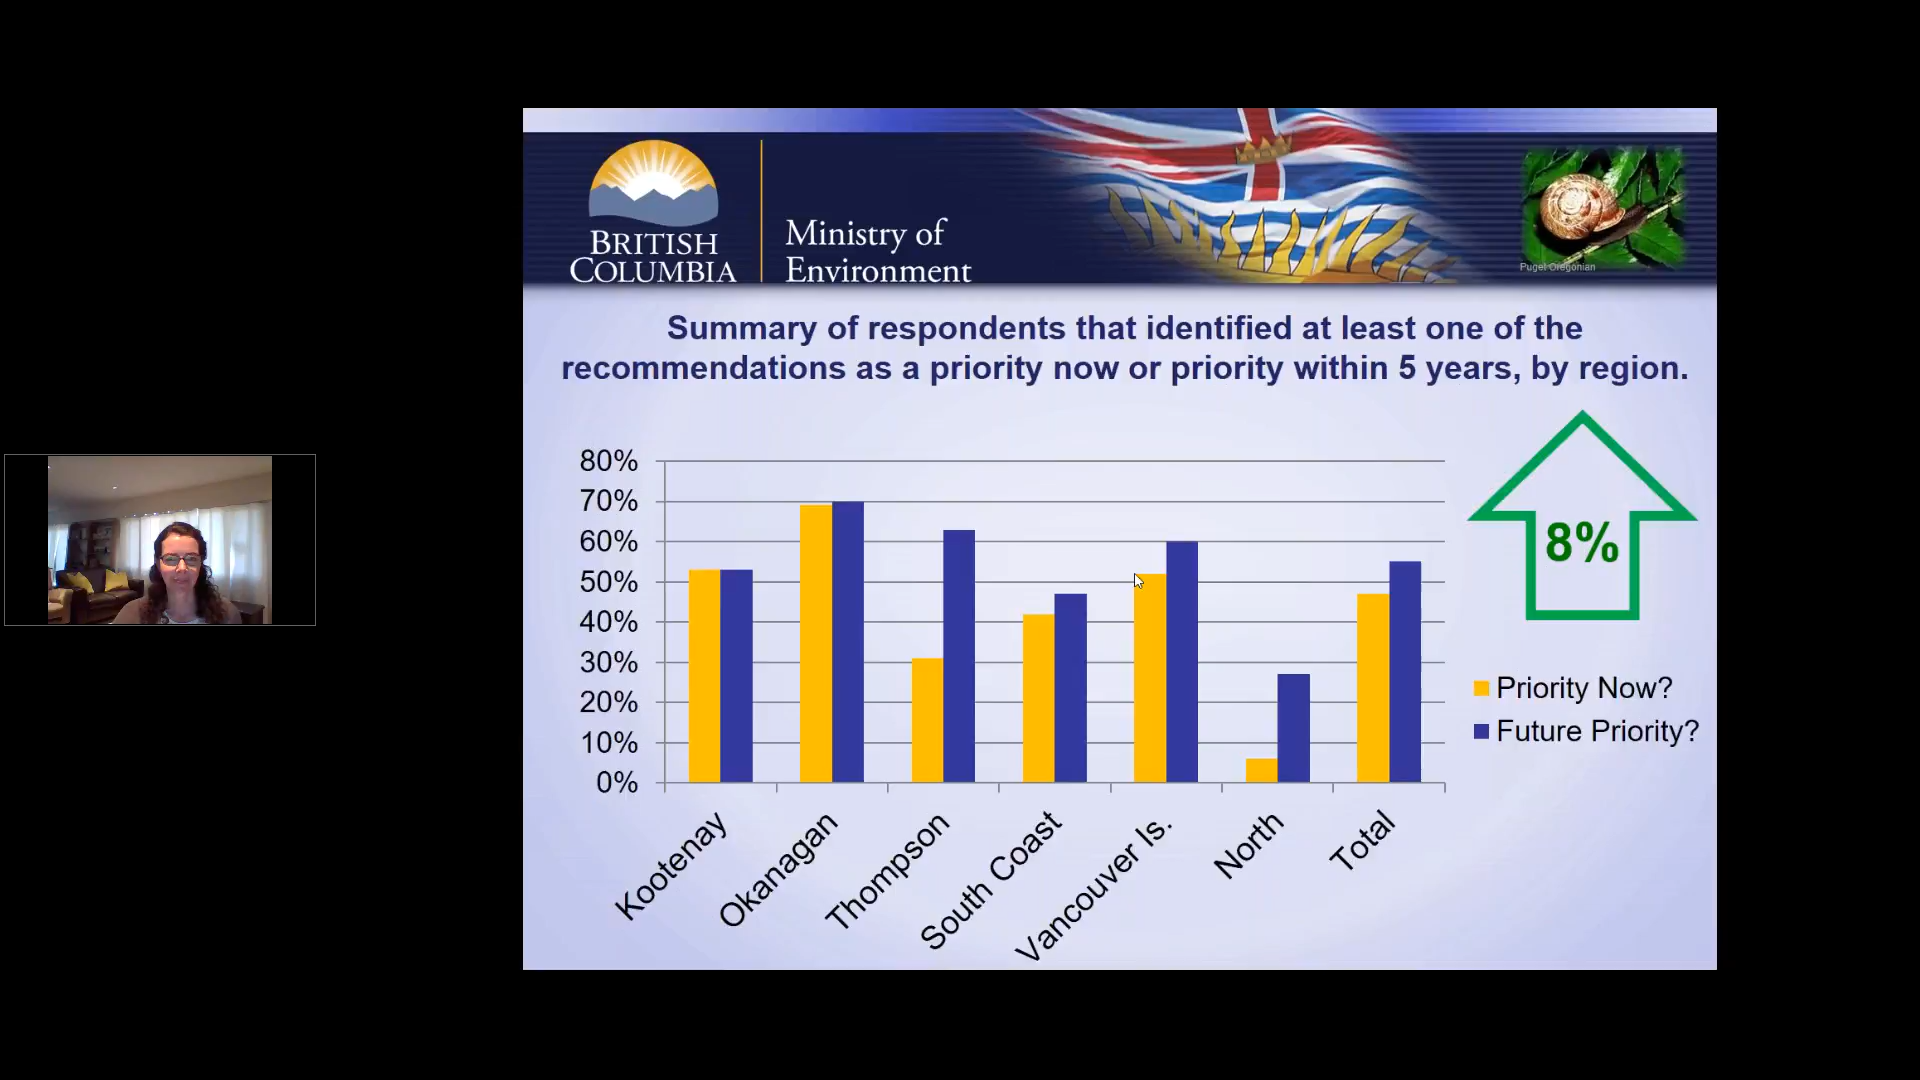 BRITISH
COLUMBIA
Ministry of
Environment
Puget Oregonian
Summary of respondents that identified at least one of the
recommendations as a priority now or priority within 5 years, by region.
80%
70%
60%
50%
40%
30%
20%
10%
0%
Kootenay
Okanagan
Thompson
South Coast
Vancouver Is.
North
Total
8%
Priority Now?
Future Priority?